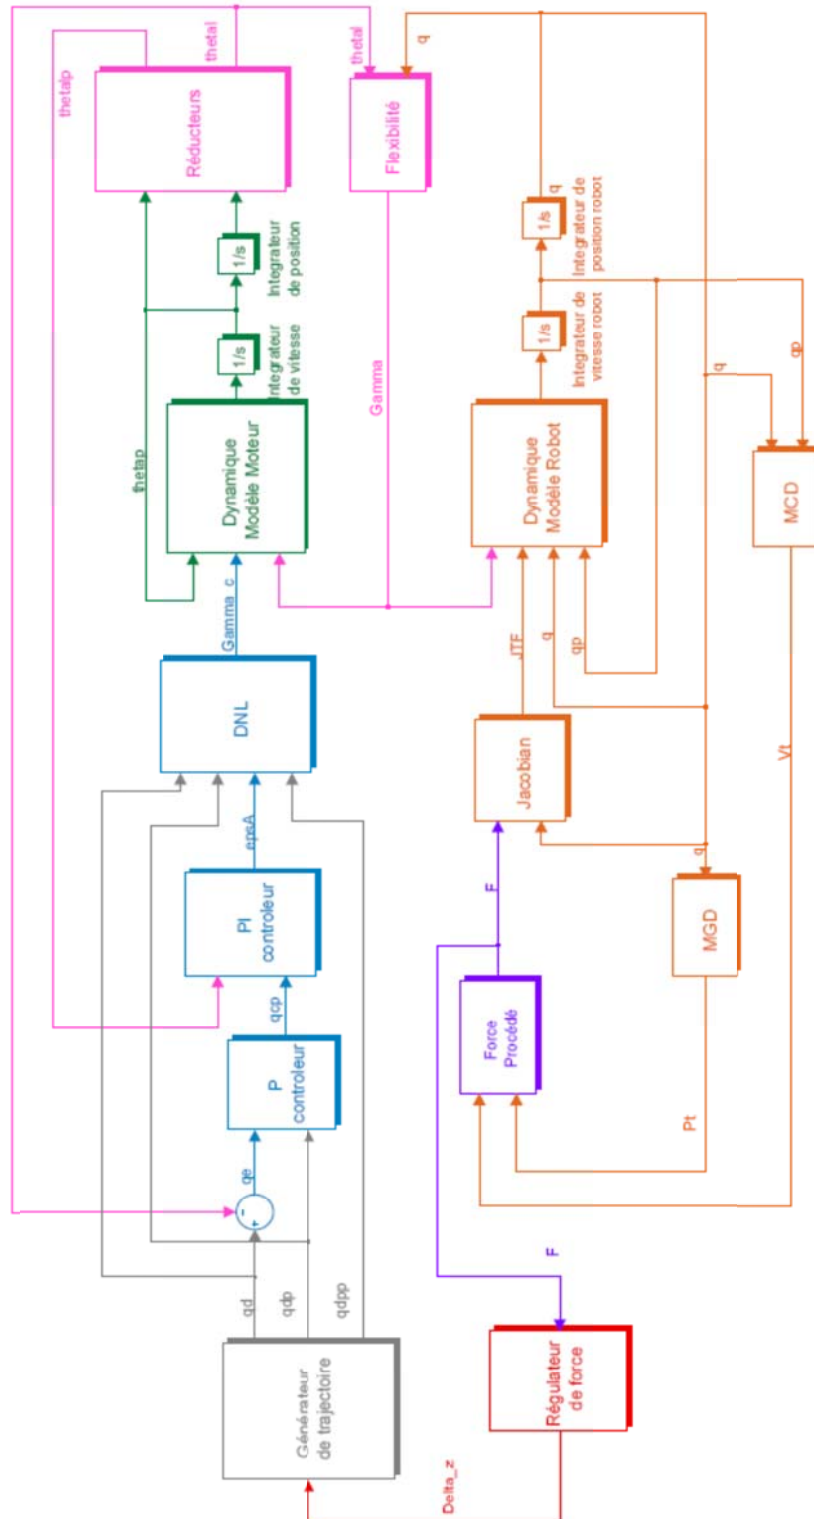 Générateur
de trajectoire
qd
qdp
qdpp
qe
+
-
P
controleur
qcp
PI
controleur
epsA
DNL
Gamma_c
Dynamique
Modèle Moteur
thetap
1/s
Integrateur
de vitesse
1/s
Integrateur
de position
Réducteurs
thetalp
thetal
thetal
q
Flexibilité
Gamma
Delta_z
Régulateur
de force
F
Force
Procédé
F
Jacobian
JTF
q
qp
Dynamique
Modèle Robot
1/s
Integrateur de
vitesse robot
1/s
Integrateur de
position robot
q
Pt
MGD
q
Vt
MCD
q
qp